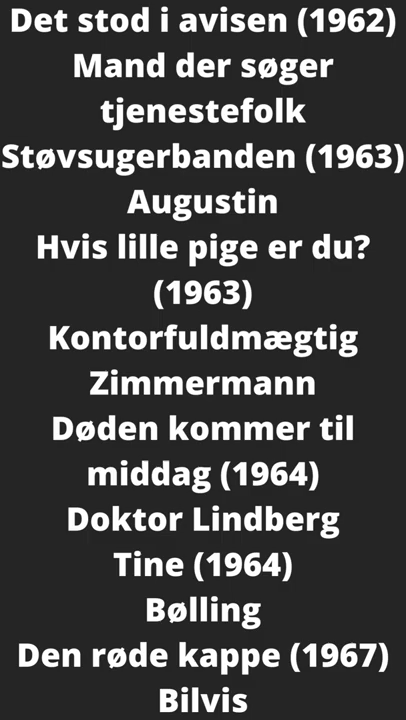 Det stod i avisen (1962)
Mand der søger
tjenestefolk
Støvsugerbanden (1963)
Augustin
Hvis lille pige er du?
(1963)
Kontorfuldmægtig
Zimmermann
Døden kommer til
middag (1964)
Doktor Lindberg
Tine (1964)
Bølling
Den røde kappe (1967)
Bilvis